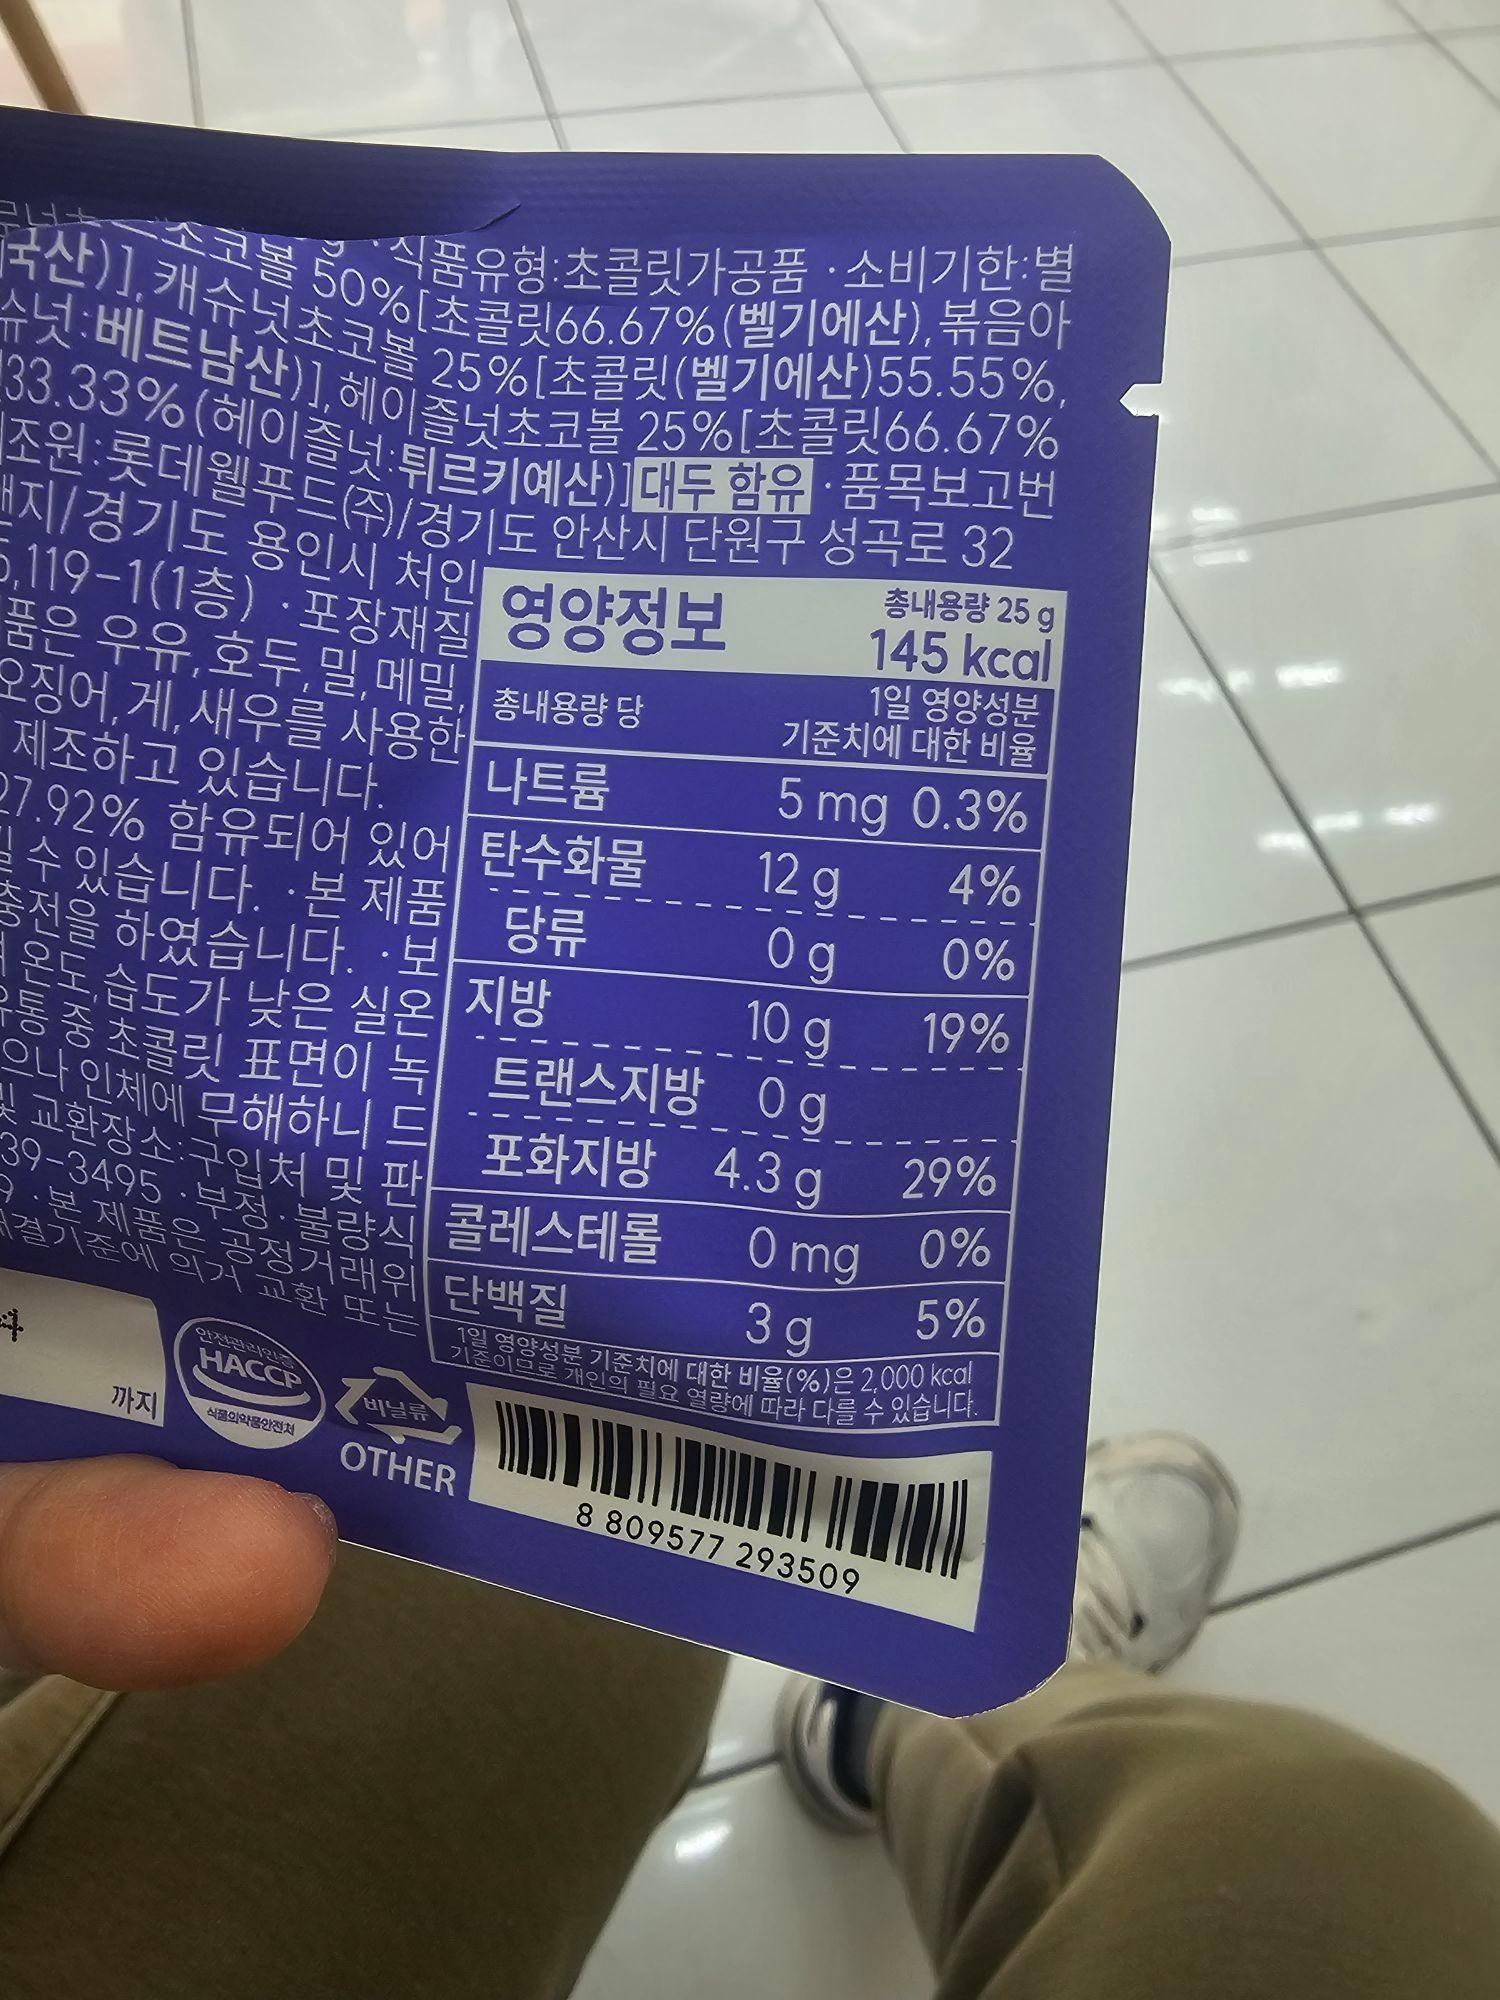 초코볼 50%[초콜릿66.67%(벨기에산), 볶음아
식품유형:초콜릿가공품 ·소비기한:별
국산)], 캐슈넛초코볼 25%[초콜릿(벨기에산)55.55%,
슈넛:베트남산)], 헤이즐넛초코볼 25%[초콜릿66.67%
33.33%(헤이즐넛:튀르키예산)] 대두 함유 ·품목보고번
조원:롯데웰푸드(주)/경기도 안산시 단원구 성곡로 32
지/경기도 용인시 처인
,119-1(1층) ·포장재질
품은 우유, 호두, 밀, 메밀,
오징어, 게, 새우를 사용한
제조하고 있습니다.
27.92% 함유되어 있어
수 있습니다. ·본 제품
충전을 하였습니다. ·보
온도, 습도가 낮은 실온
유통 중 초콜릿 표면이 녹
으나 인체에 무해하니 드
교환장소:구입처 및 판
39-3495 ·부정·불량식
9 ·본 제품은 공정거래위
해결기준에 의거 교환 또는
영양정보
총내용량 25 g
145 kcal
총내용량 당
1일 영양성분
기준치에 대한 비율
나트륨 5 mg 0.3%
탄수화물 12 g 4%
당류 0 g 0%
지방 10 g 19%
트랜스지방 0 g
포화지방 4.3 g 29%
콜레스테롤 0 mg 0%
단백질 3 g 5%
1일 영양성분 기준치에 대한 비율(%)은 2,000 kcal
기준이므로 개인의 필요 열량에 따라 다를 수 있습니다.
4
까지
안전관리인증
HACCP
식품의약품안전처
비닐류
OTHER
8 809577 293509